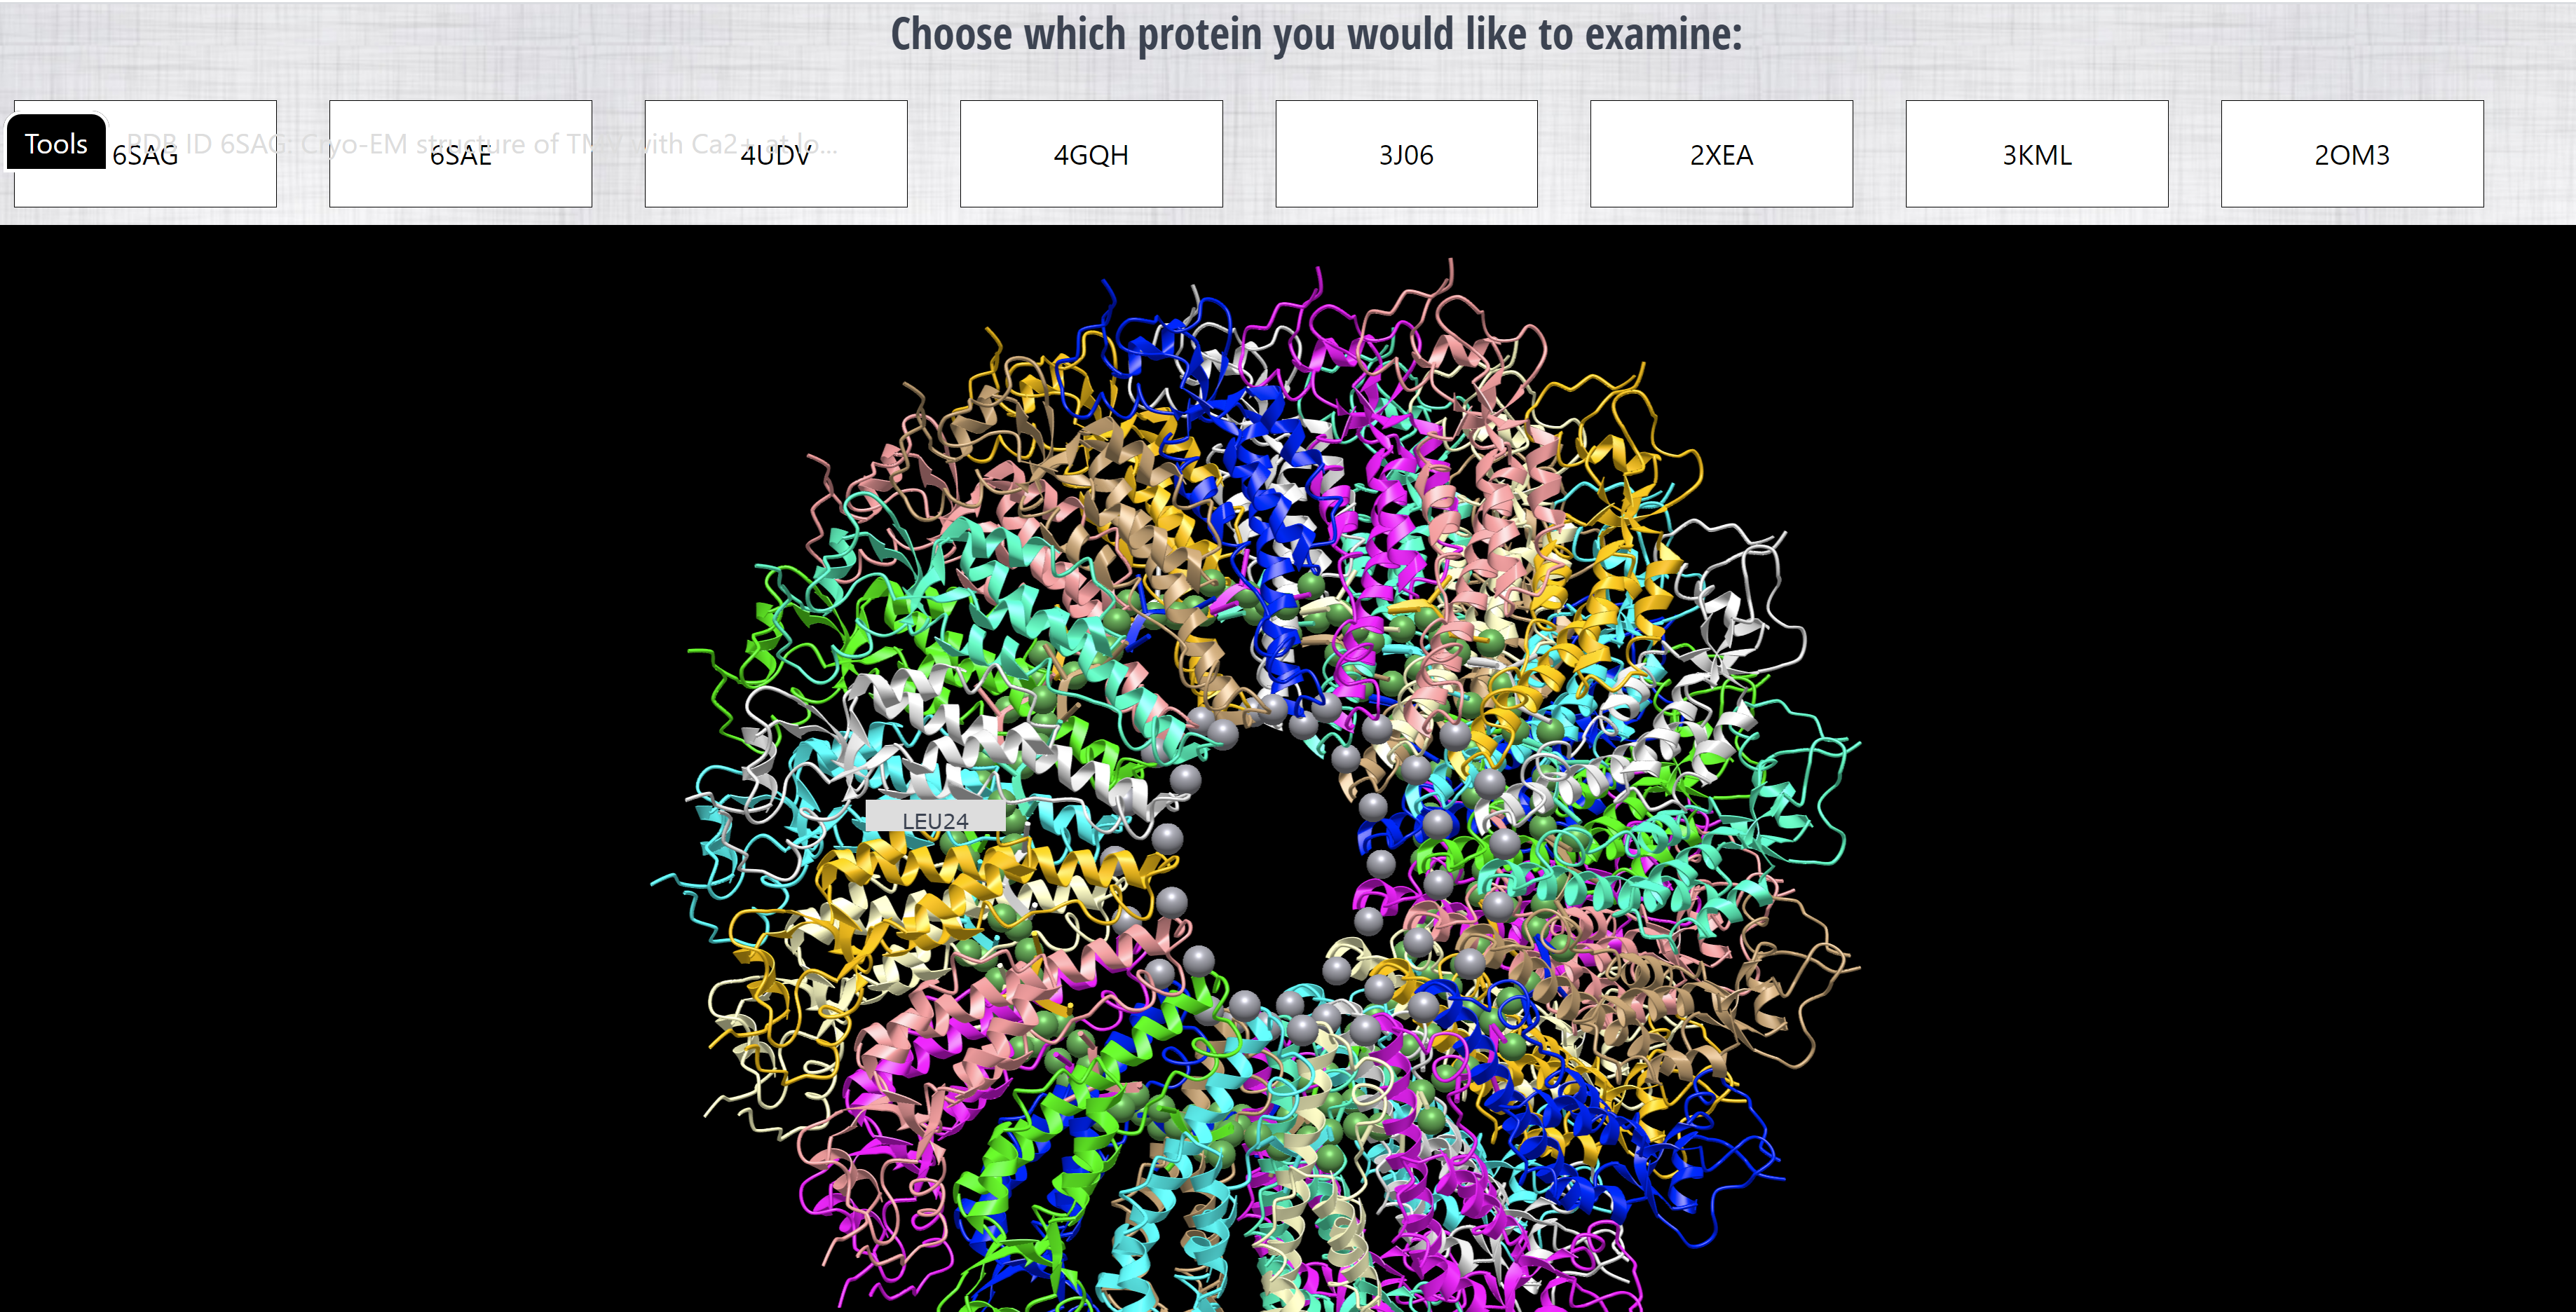 Choose which protein you would like to examine:
Tools
PDB ID 6SAG: Cryo-EM structure of TMV with Ca2+ at lo...
6SAG
6SAE
4UDV
4GQH
3J06
2XEA
3KML
2OM3
LEU24